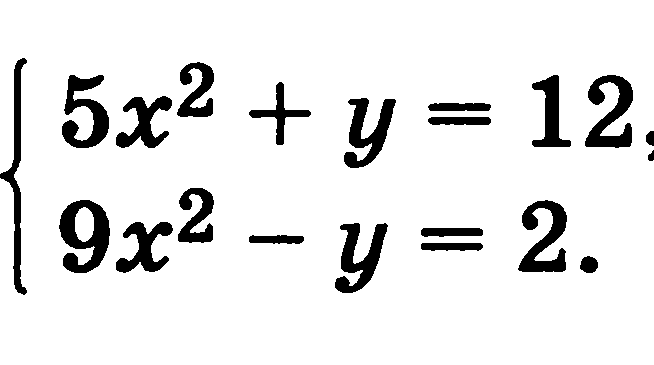 5x² + y = 12,
9x² − y = 2.